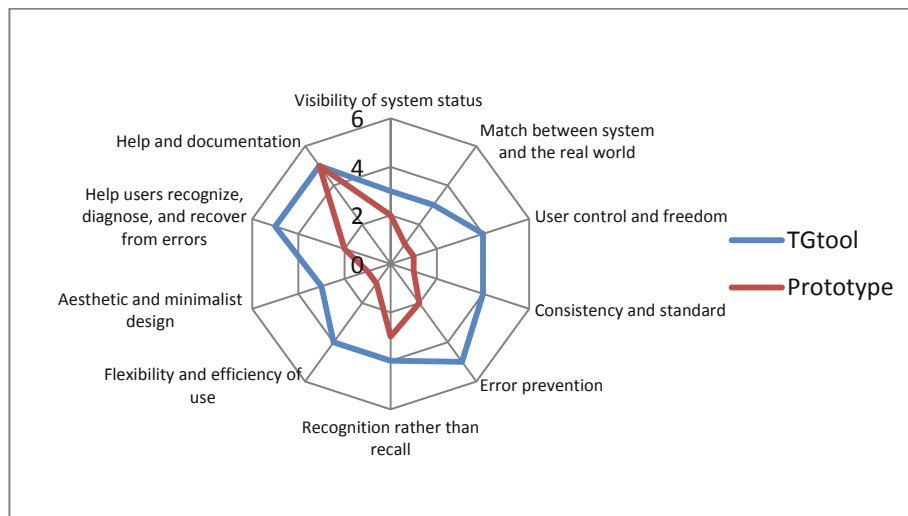 Visibility of system status
6
Help and documentation
Match between system
and the real world
4
Help users recognize,
diagnose, and recover
from errors
2
User control and freedom
TGtool
0
Prototype
Aesthetic and minimalist
design
Consistency and standard
Flexibility and efficiency of
use
Error prevention
Recognition rather than
recall